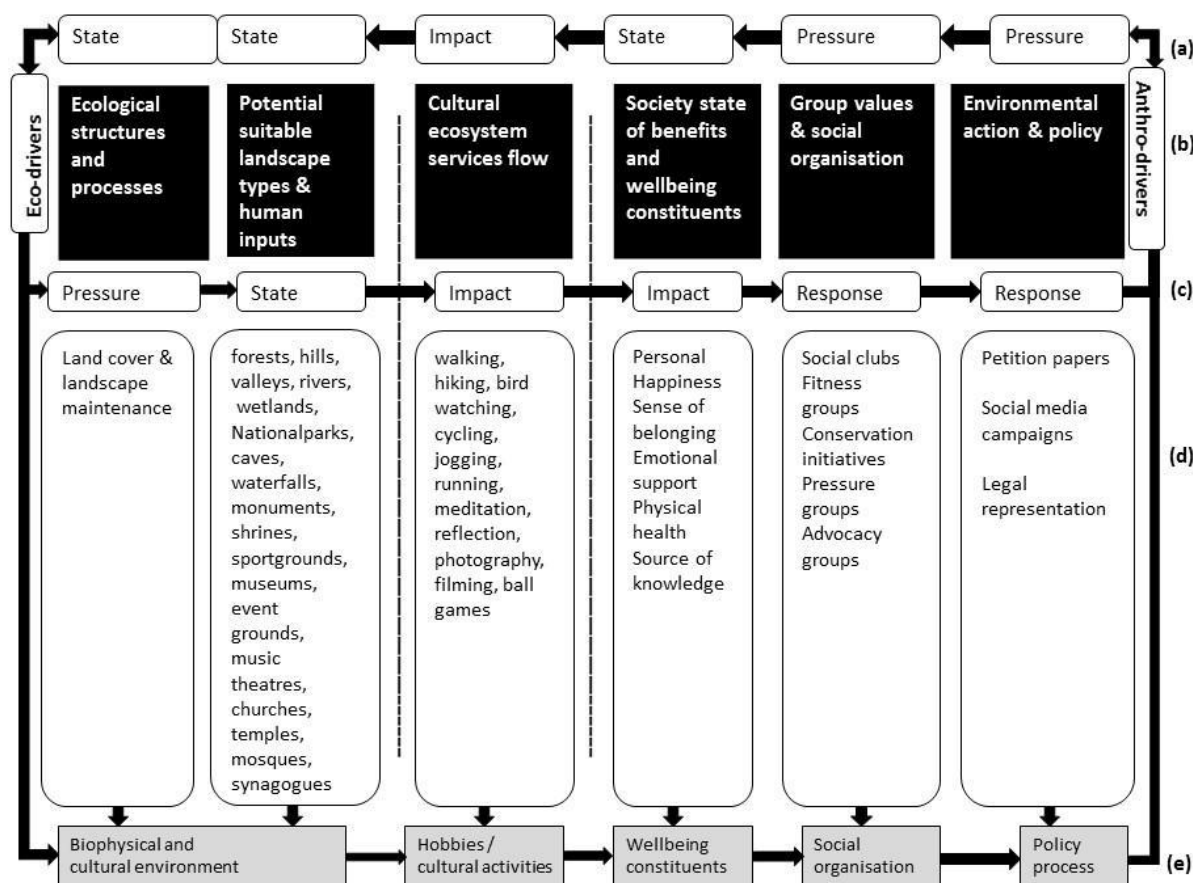 State
State
Impact
State
Pressure
Pressure
(a)
Eco-drivers
Ecological
structures
and
processes
Potential
suitable
landscape
types &
human
inputs
Cultural
ecosystem
services flow
Society state
of benefits
and
wellbeing
constituents
Group values
& social
organisation
Environmental
action & policy
Anthro-drivers
(b)
Pressure
State
Impact
Impact
Response
Response
(c)
Land cover &
landscape
maintenance
forests, hills,
valleys, rivers,
wetlands,
Nationalparks,
caves,
waterfalls,
monuments,
shrines,
sportgrounds,
museums,
event
grounds,
music
theatres,
churches,
temples,
mosques,
synagogues
walking,
hiking, bird
watching,
cycling,
jogging,
running,
meditation,
reflection,
photography,
filming, ball
games
Personal
Happiness
Sense of
belonging
Emotional
support
Physical
health
Source of
knowledge
Social clubs
Fitness
groups
Conservation
initiatives
Pressure
groups
Advocacy
groups
Petition papers
Social media
campaigns
Legal
representation
(d)
Biophysical and
cultural environment
Hobbies /
cultural activities
Wellbeing
constituents
Social
organisation
Policy
process
(e)